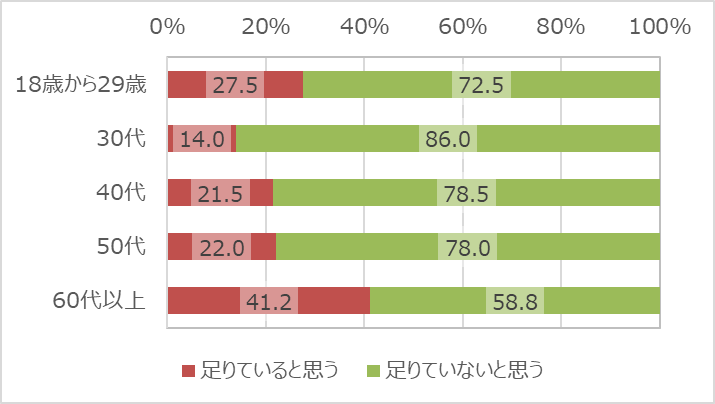 0% 20% 40% 60% 80% 100%
18歳から29歳 27.5 72.5
30代 14.0 86.0
40代 21.5 78.5
50代 22.0 78.0
60代以上 41.2 58.8
足りていると思う 足りていないと思う